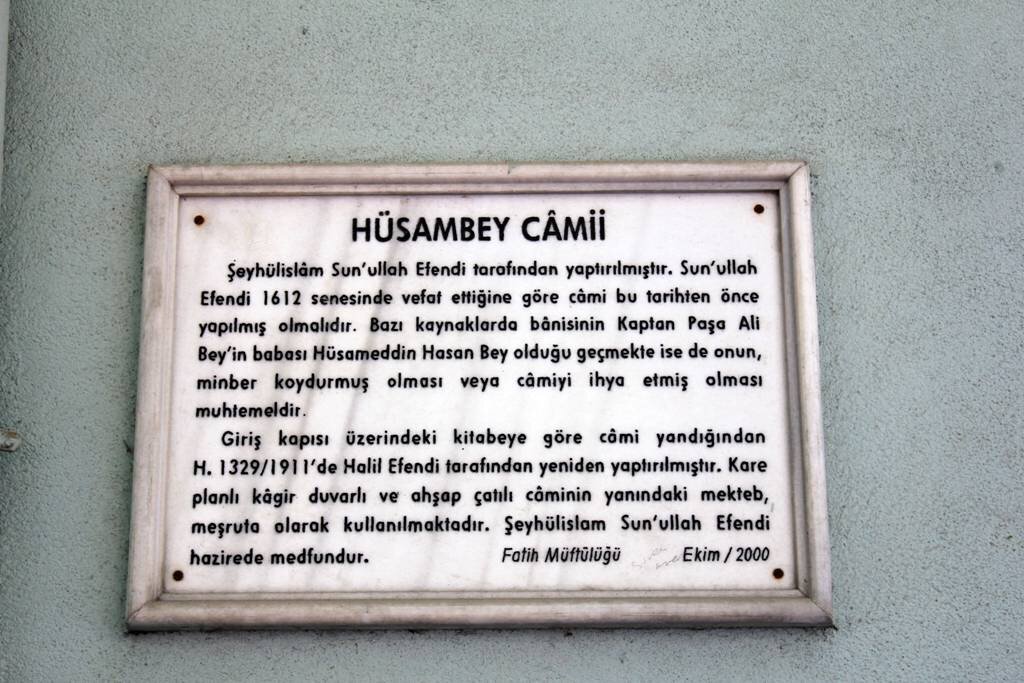 HÜSAMBEY CÂMİİ
Şeyhülislâm Sun'ullah Efendi tarafından yaptırılmıştır. Sun'ullah
Efendi 1612 senesinde vefat ettiğine göre câmi bu tarihten önce
yapılmış olmalıdır. Bazı kaynaklarda bânisinin Kaptan Paşa Ali
Bey'in babası Hüsameddin Hasan Bey olduğu geçmekte ise de onun,
minber koydurmuş olması veya câmiyi ihya etmiş olması
muhtemeldir.
Giriş kapısı üzerindeki kitabeye göre câmi yandığından
H. 1329/1911'de Halil Efendi tarafından yeniden yaptırılmıştır. Kare
planlı kâgir duvarlı ve ahşap çatılı câminin yanındaki mekteb,
meşruta olarak kullanılmaktadır. Şeyhülislam Sun'ullah Efendi
hazirede medfundur. Fatih Müftülüğü Ekim / 2000